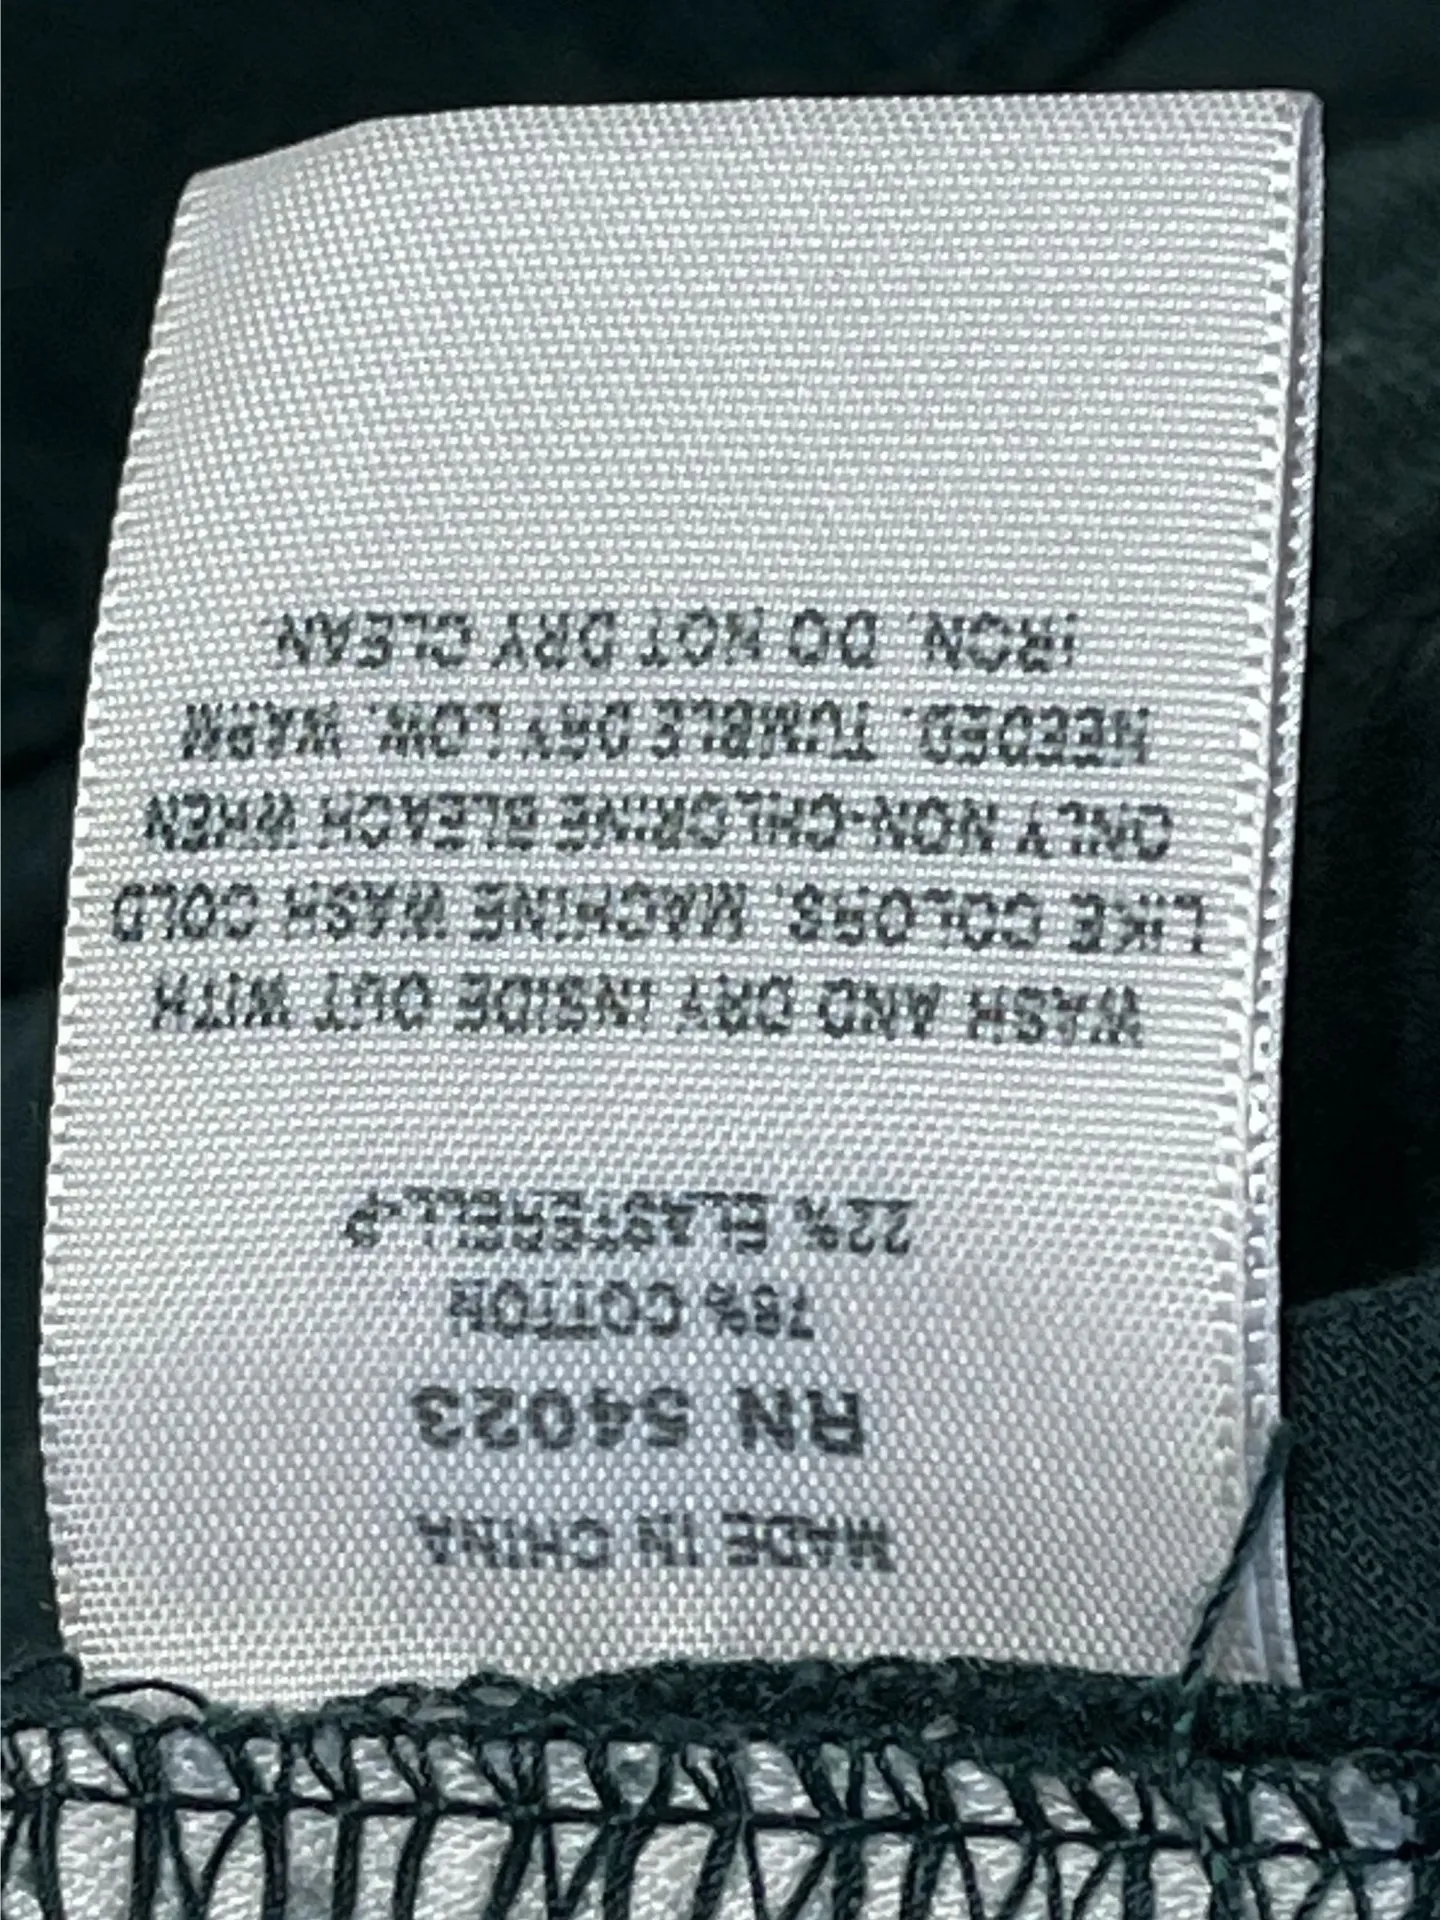 MADE IN CHINA
RN 54023
78% COTTON
22% ELASTERELL-P
WASH AND DRY INSIDE OUT WITH
LIKE COLORS. MACHINE WASH COLD
ONLY NON-CHLORINE BLEACH WHEN
NEEDED. TUMBLE DRY LOW. WARM
IRON. DO NOT DRY CLEAN